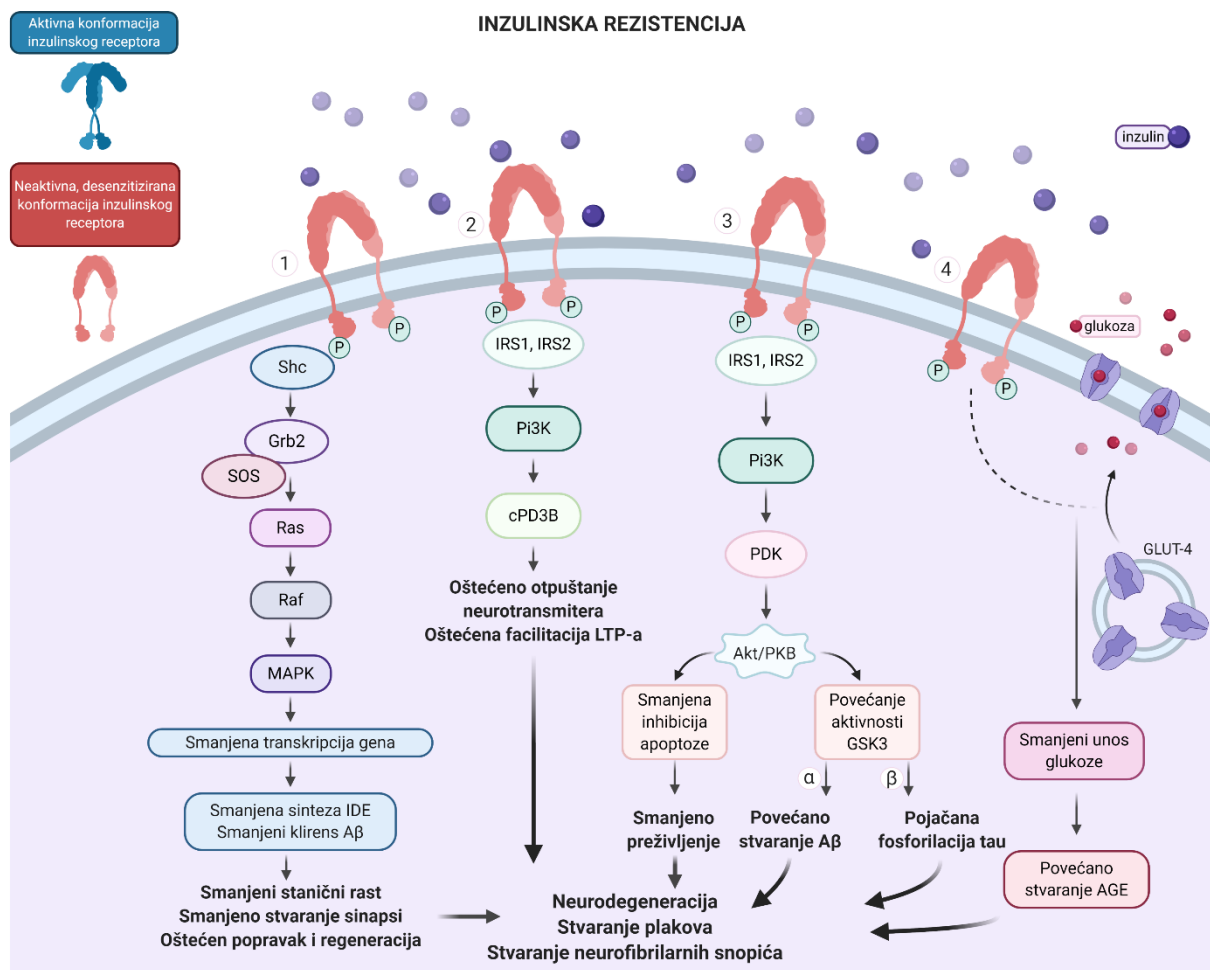 INZULINSKA REZISTENCIJA
Aktivna konformacija
inzulinskog receptora
Neaktivna, desenzitizirana
konformacija inzulinskog
receptora
inzulin
glukoza
GLUT-4
1
P
P
Shc
Grb2
SOS
Ras
Raf
MAPK
Smanjena transkripcija gena
Smanjena sinteza IDE
Smanjeni klirens Aβ
Smanjeni stanični rast
Smanjeno stvaranje sinapsi
Oštećen popravak i regeneracija
2
P
P
IRS1, IRS2
Pi3K
cPD3B
Oštećeno otpuštanje
neurotransmitera
Oštećena facilitacija LTP-a
3
P
P
IRS1, IRS2
Pi3K
PDK
Akt/PKB
Smanjena
inhibicija
apoptoze
Smanjeno
preživljenje
Povećanje
aktivnosti
GSK3
α
β
Povećano
stvaranje Aβ
Pojačana
fosforilacija tau
4
P
P
Smanjeni unos
glukoze
Povećano
stvaranje AGE
Neurodegeneracija
Stvaranje plakova
Stvaranje neurofibrilarnih snopića